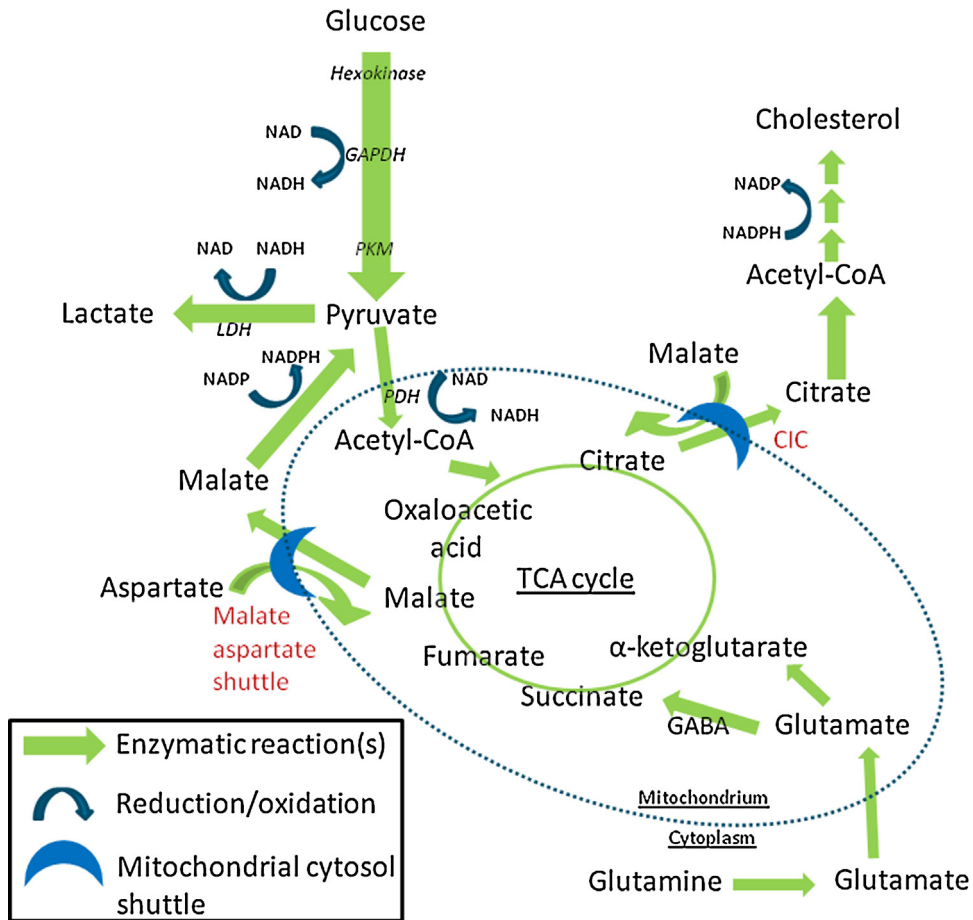 Glucose
Hexokinase
NAD
GAPDH
NADH
PKM
NAD NADH
Lactate
LDH
Pyruvate
NADPH
NADP
PDH
NAD
NADH
Acetyl-CoA
Malate
Cholesterol
NADP
NADPH
Acetyl-CoA
Malate
Citrate
CIC
Citrate
Oxaloacetic
acid
TCA cycle
Aspartate
Malate
Malate
aspartate
shuttle
Fumarate
α-ketoglutarate
Succinate
GABA
Glutamate
Mitochondrium
Cytoplasm
Glutamine
Glutamate
Enzymatic reaction(s)
Reduction/oxidation
Mitochondrial cytosol
shuttle